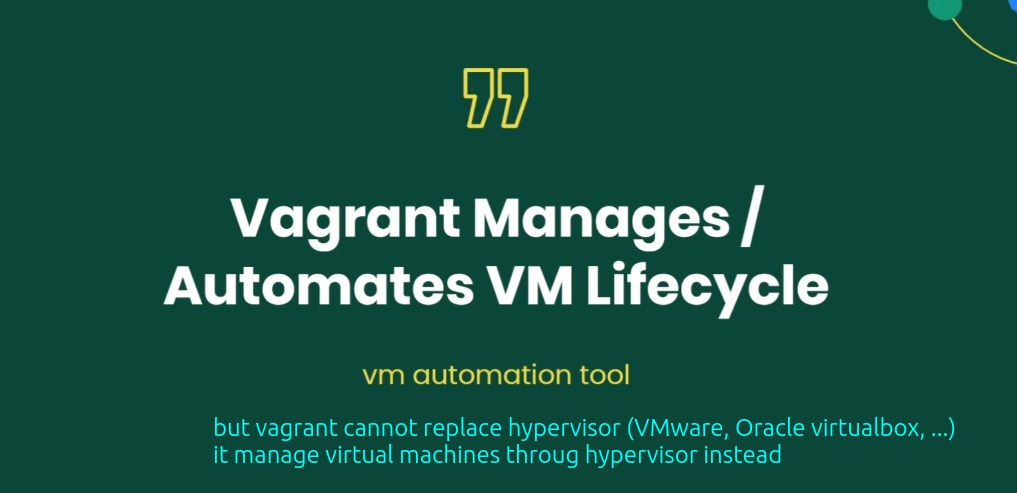 Vagrant Manages /
Automates VM Lifecycle
vm automation tool
but vagrant cannot replace hypervisor (VMware, Oracle virtualbox, ...)
it manage virtual machines throug hypervisor instead